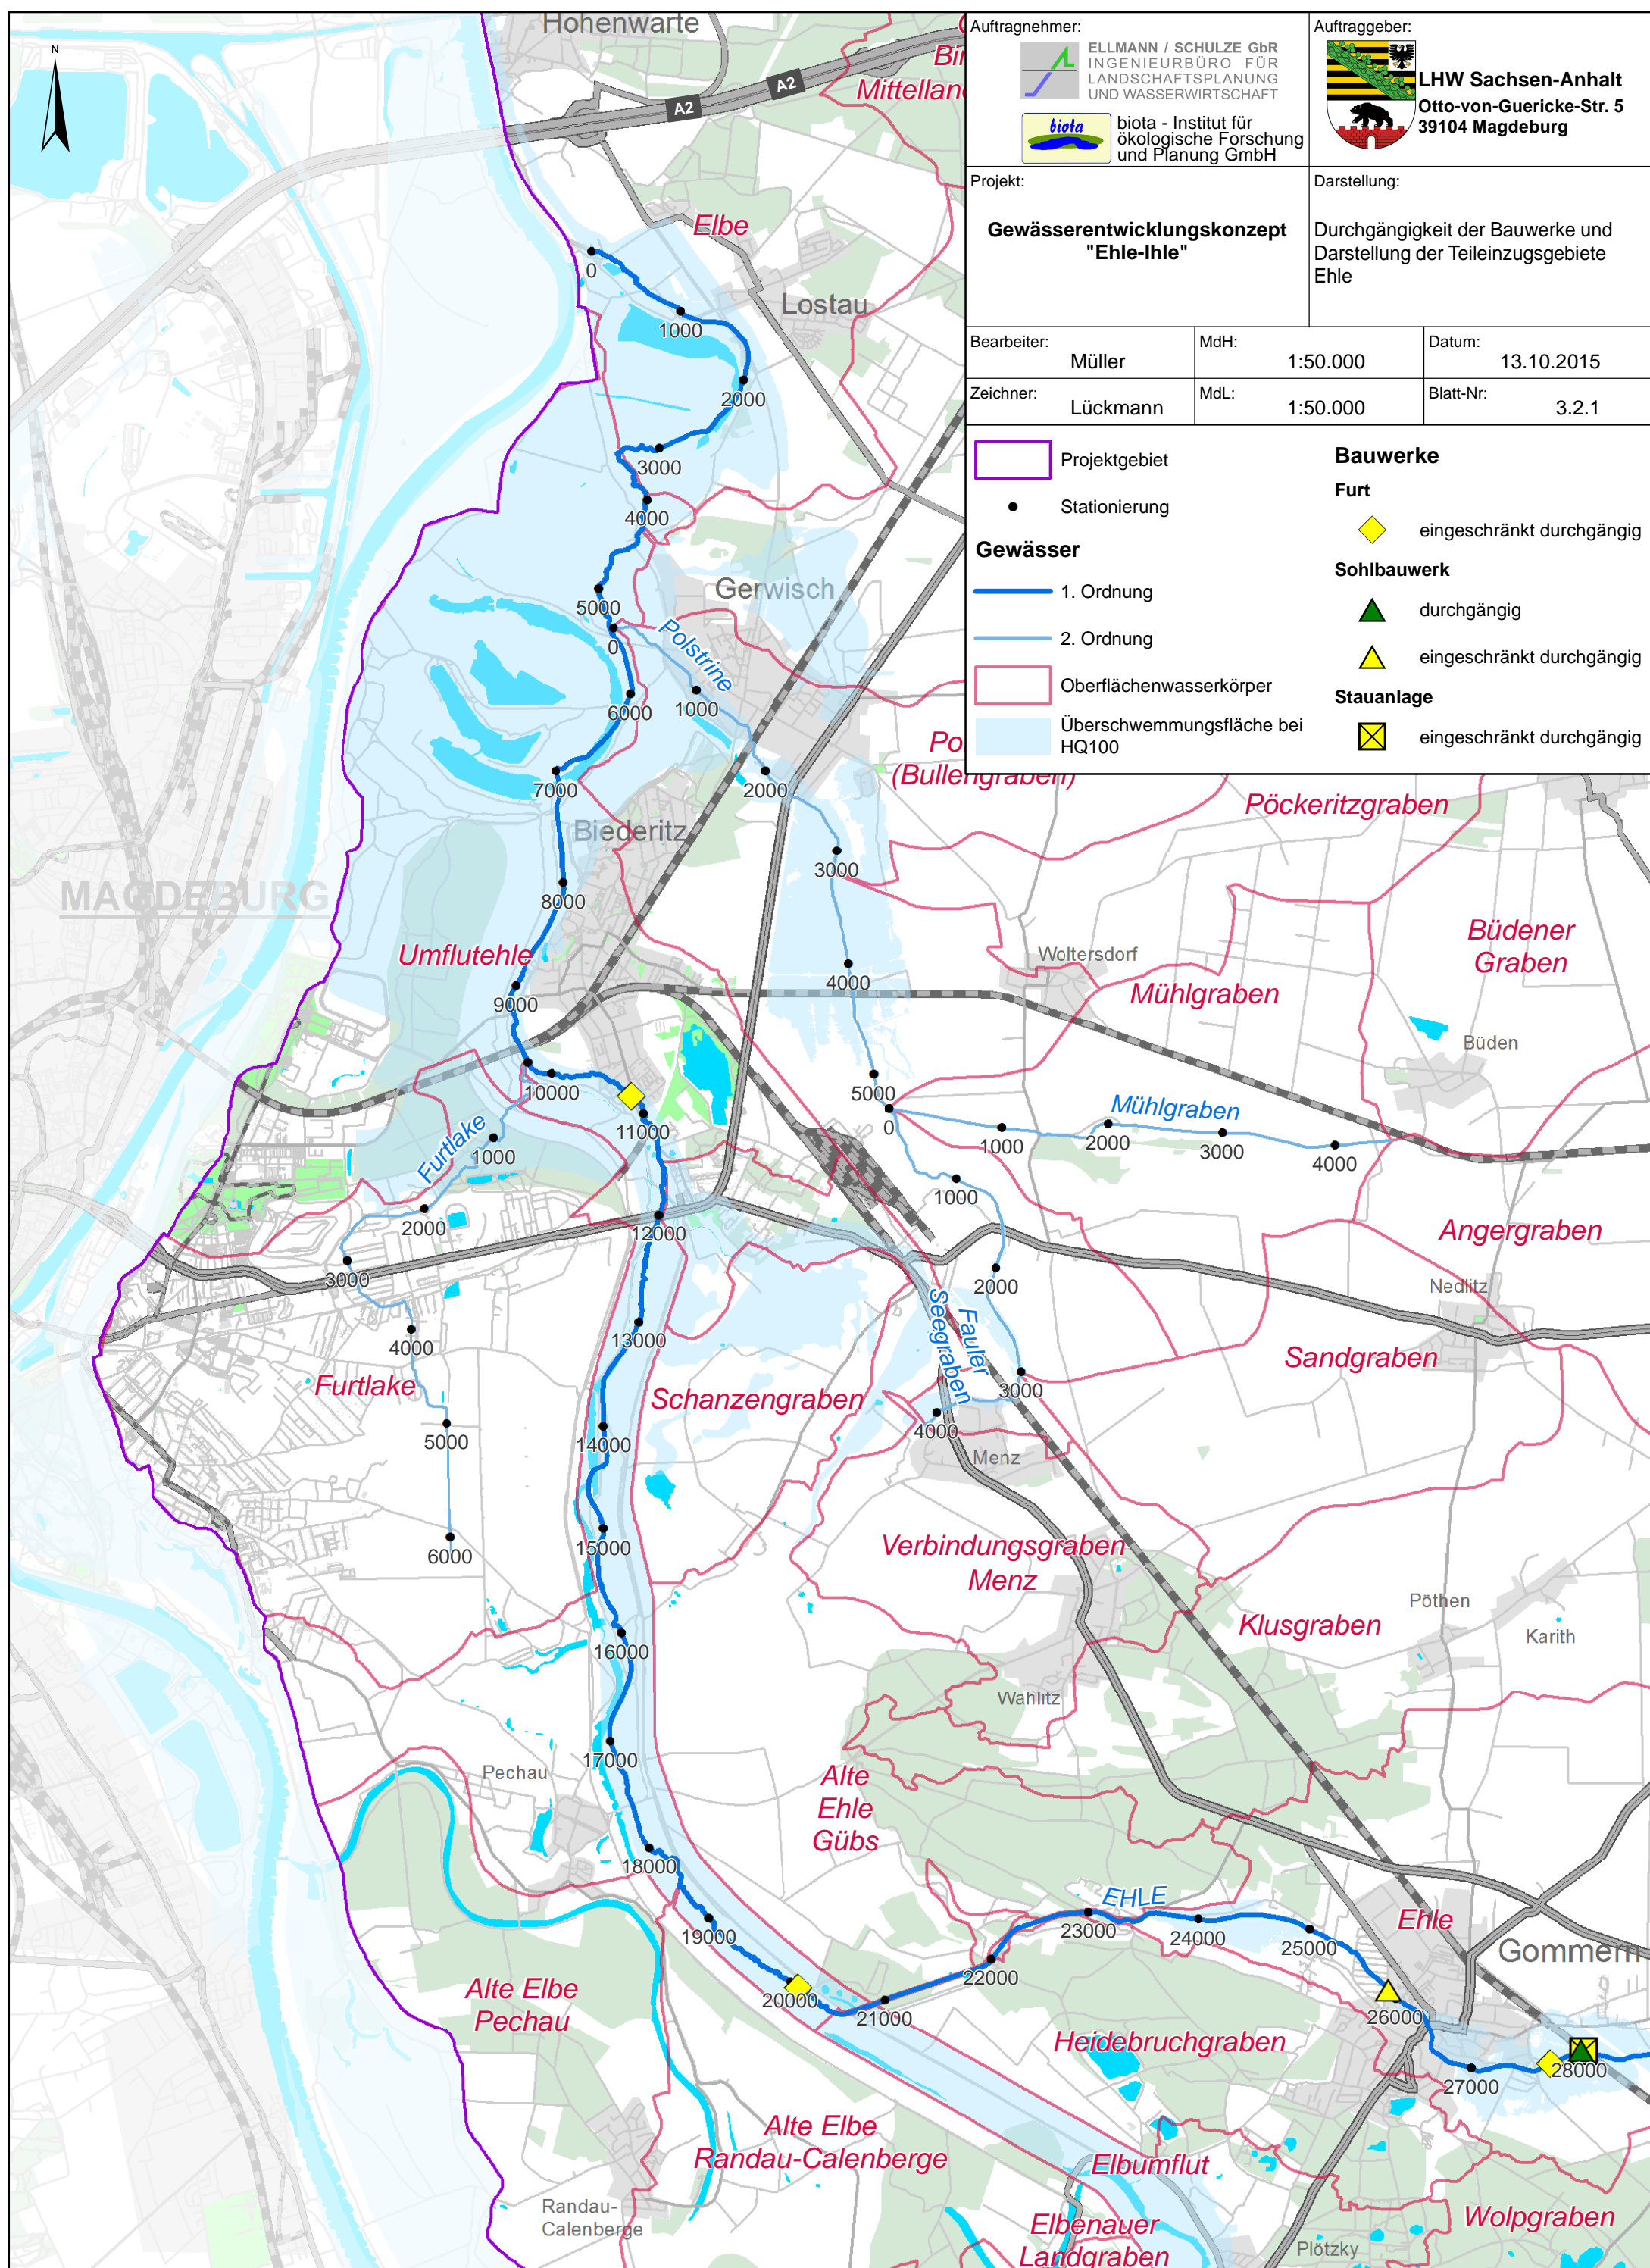 Auftragnehmer:
ELLMANN / SCHULZE GbR
INGENIEURBÜRO FÜR
LANDSCHAFTSPLANUNG
UND WASSERWIRTSCHAFT
biota
biota - Institut für
ökologische Forschung
und Planung GmbH
Auftraggeber:
LHW Sachsen-Anhalt
Otto-von-Guericke-Str. 5
39104 Magdeburg
Projekt:
Gewässerentwicklungskonzept
"Ehle-Ihle"
Darstellung:
Durchgängigkeit der Bauwerke und
Darstellung der Teileinzugsgebiete
Ehle
Bearbeiter:
Müller
MdH:
1:50.000
Datum:
13.10.2015
Zeichner:
Lückmann
MdL:
1:50.000
Blatt-Nr:
3.2.1
Projektgebiet
Stationierung
Gewässer
1. Ordnung
2. Ordnung
Oberflächenwasserkörper
Überschwemmungsfläche bei
HQ100
Bauwerke
Furt
eingeschränkt durchgängig
Sohlbauwerk
durchgängig
eingeschränkt durchgängig
Stauanlage
eingeschränkt durchgängig
N
Hohenwarte
A2
A2
Mittelland
Elbe
0
Lostau
1000
2000
3000
4000
Gerwisch
5000
0
Polstrine
6000
1000
7000
2000
(Bullengraben)
Pöckeritzgraben
Biederitz
3000
MAGDEBURG
8000
Umflutehle
Woltersdorf
Büdener
Graben
4000
Mühlgraben
9000
Büden
10000
5000
0
Mühlgraben
11000
Furtlake
1000
1000
2000
3000
4000
1000
2000
12000
Angergraben
3000
2000
Nedlitz
Seegraben
Fauler
13000
4000
Sandgraben
Furtlake
Schanzengraben
3000
4000
5000
14000
Menz
15000
Verbindungsgraben
Menz
6000
Pöthen
Klusgraben
Karith
16000
Wahlitz
17000
Pechau
Alte
Ehle
Gübs
18000
EHLE
19000
23000
24000
25000
Ehle
Gommern
22000
20000
21000
26000
Alte Elbe
Pechau
Heidebruchgraben
27000
28000
Alte Elbe
Randau-Calenberge
Elbumflut
Randau-
Calenberge
Elbenauer
Landgraben
Wolpgraben
Plötzky